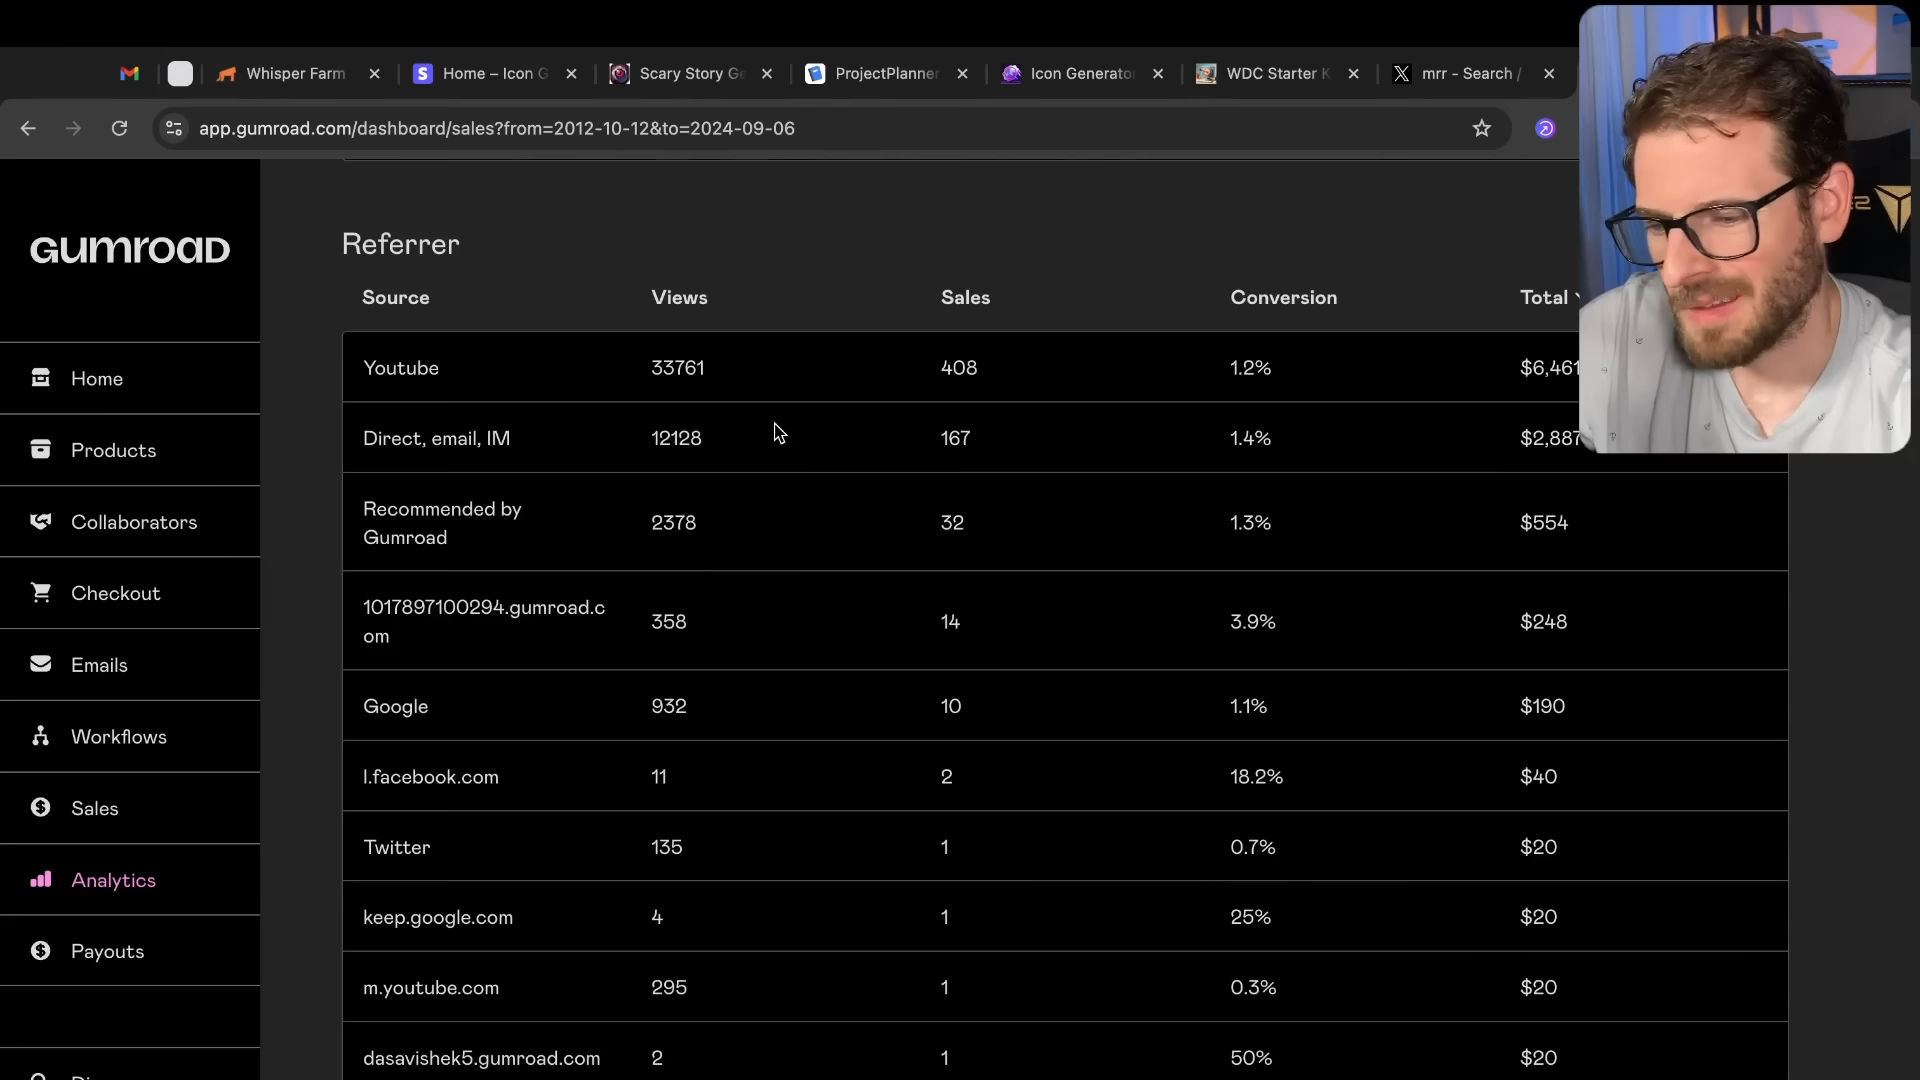 Whisper Farm
Home – Icon G
Scary Story Ge
ProjectPlanner
Icon Generato
WDC Starter K
mrr - Search /
app.gumroad.com/dashboard/sales?from=2012-10-12&to=2024-09-06
GUMROAD
Home
Products
Collaborators
Checkout
Emails
Workflows
Sales
Analytics
Payouts
Referrer
Source Views Sales Conversion Total
Youtube 33761 408 1.2% $6,461
Direct, email, IM 12128 167 1.4% $2,887
Recommended by
Gumroad 2378 32 1.3% $554
1017897100294.gumroad.c
om 358 14 3.9% $248
Google 932 10 1.1% $190
l.facebook.com 11 2 18.2% $40
Twitter 135 1 0.7% $20
keep.google.com 4 1 25% $20
m.youtube.com 295 1 0.3% $20
dasavishek5.gumroad.com 2 1 50% $20